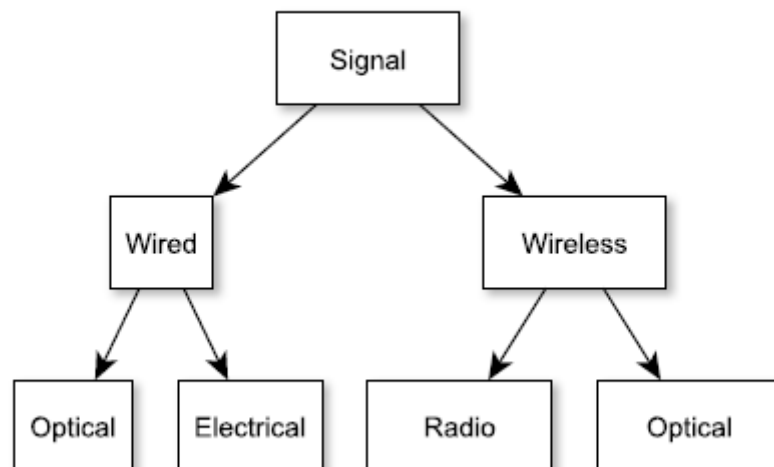 Signal
Wired
Wireless
Optical
Electrical
Radio
Optical